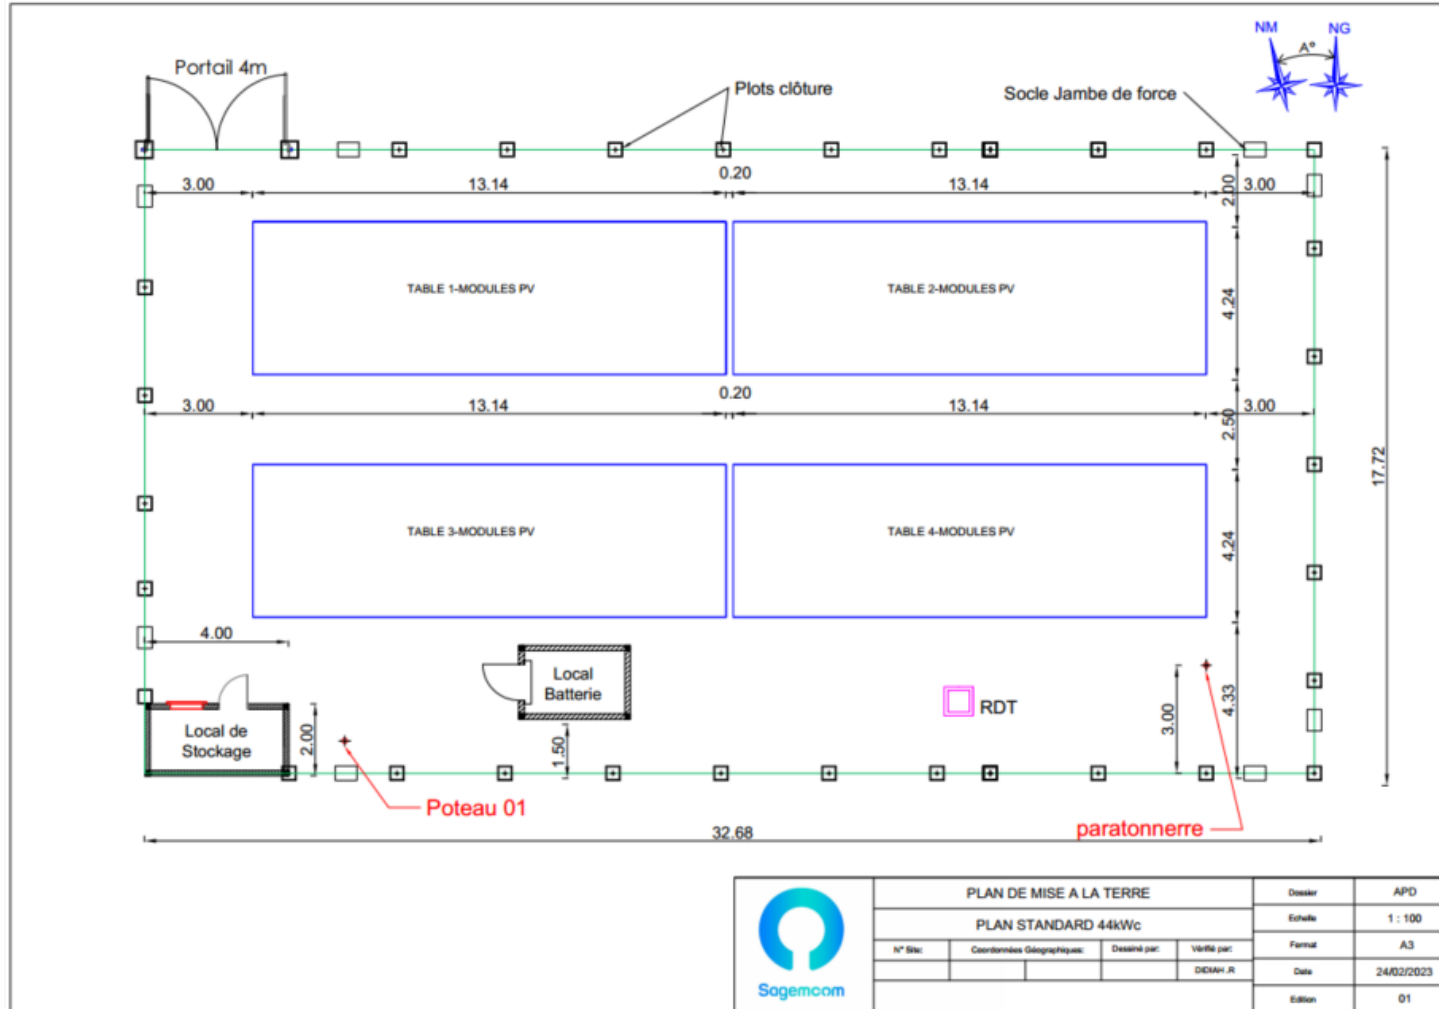 NM
NG
A°
Portail 4m
Plots clôture
Socle Jambe de force
3.00
13.14
0.20
13.14
3.00
2.00
TABLE 1-MODULES PV
TABLE 2-MODULES PV
4.24
3.00
13.14
0.20
13.14
3.00
2.50
17.72
TABLE 3-MODULES PV
TABLE 4-MODULES PV
4.24
4.00
Local
Batterie
RDT
3.00
4.33
Local de
Stockage
2.00
1.50
Poteau 01
paratonnerre
32.68
Sagemcom
PLAN DE MISE A LA TERRE
PLAN STANDARD 44kWc
N° Site:
Coordonnées Géographiques:
Dessiné par:
Vérifié par:
DIDIAH .R
Dossier
APD
Echelle
1 : 100
Format
A3
Date
24/02/2023
Edition
01